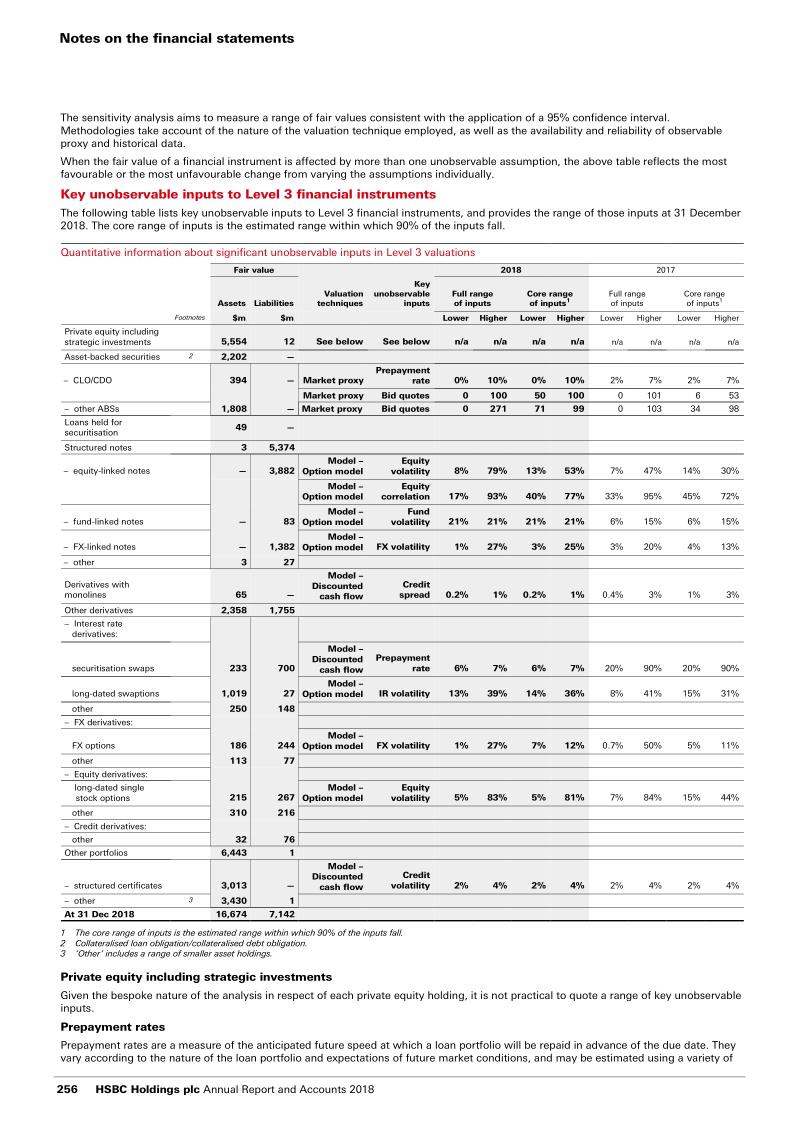 Notes on the financial statements
The sensitivity analysis aims to measure a range of fair values consistent with the application of a 95% confidence interval.
Methodologies take account of the nature of the valuation technique employed, as well as the availability and reliability of observable
proxy and historical data.
When the fair value of a financial instrument is affected by more than one unobservable assumption, the above table reflects the most
favourable or the most unfavourable change from varying the assumptions individually.
Key unobservable inputs to Level 3 financial instruments
The following table lists key unobservable inputs to Level 3 financial instruments, and provides the range of those inputs at 31 December
2018. The core range of inputs is the estimated range within which 90% of the inputs fall.
Quantitative information about significant unobservable inputs in Level 3 valuations
Fair value 2018 2017
Key
Valuation unobservable Full range Core range Full range Core range
Assets Liabilities techniques inputs of inputs of inputs1 of inputs of inputs1
Footnotes $m $m Lower Higher Lower Higher Lower Higher Lower Higher
Private equity including
strategic investments 5,554 12 See below See below n/a n/a n/a n/a n/a n/a n/a n/a
Asset-backed securities 2 2,202 –
Prepayment
– CLO/CDO 394 – Market proxy rate 0% 10% 0% 10% 2% 7% 2% 7%
Market proxy Bid quotes 0 100 50 100 0 101 6 53
– other ABSs 1,808 – Market proxy Bid quotes 0 271 71 99 0 103 34 98
Loans held for
securitisation 49 –
Structured notes 3 5,374
Model – Equity
– equity-linked notes – 3,882 Option model volatility 8% 79% 13% 53% 7% 47% 14% 30%
Model – Equity
Option model correlation 17% 93% 40% 77% 33% 95% 45% 72%
Model – Fund
– fund-linked notes – 83 Option model volatility 21% 21% 21% 21% 6% 15% 6% 15%
Model –
– FX-linked notes – 1,382 Option model FX volatility 1% 27% 3% 25% 3% 20% 4% 13%
– other 3 27
Model –
Discounted Credit
Derivatives with
monolines 65 – cash flow spread 0.2% 1% 0.2% 1% 0.4% 3% 1% 3%
Other derivatives 2,358 1,755
– Interest rate
derivatives:
Model –
Discounted Prepayment
securitisation swaps 233 700 cash flow rate 6% 7% 6% 7% 20% 90% 20% 90%
Model –
long-dated swaptions 1,019 27 Option model IR volatility 13% 39% 14% 36% 8% 41% 15% 31%
other 250 148
– FX derivatives:
Model –
FX options 186 244 Option model FX volatility 1% 27% 7% 12% 0.7% 50% 5% 11%
other 113 77
– Equity derivatives:
long-dated single Model – Equity
stock options 215 267 Option model volatility 5% 83% 5% 81% 7% 84% 15% 44%
other 310 216
– Credit derivatives:
other 32 76
Other portfolios 6,443 1
Model –
Discounted Credit
– structured certificates 3,013 – cash flow volatility 2% 4% 2% 4% 2% 4% 2% 4%
– other 3 3,430 1
At 31 Dec 2018 16,674 7,142
1 The core range of inputs is the estimated range within which 90% of the inputs fall.
2 Collateralised loan obligation/collateralised debt obligation.
3 ‘Other’ includes a range of smaller asset holdings.
Private equity including strategic investments
Given the bespoke nature of the analysis in respect of each private equity holding, it is not practical to quote a range of key unobservable
inputs.
Prepayment rates
Prepayment rates are a measure of the anticipated future speed at which a loan portfolio will be repaid in advance of the due date. They
vary according to the nature of the loan portfolio and expectations of future market conditions, and may be estimated using a variety of
256 HSBC Holdings plc Annual Report and Accounts 2018